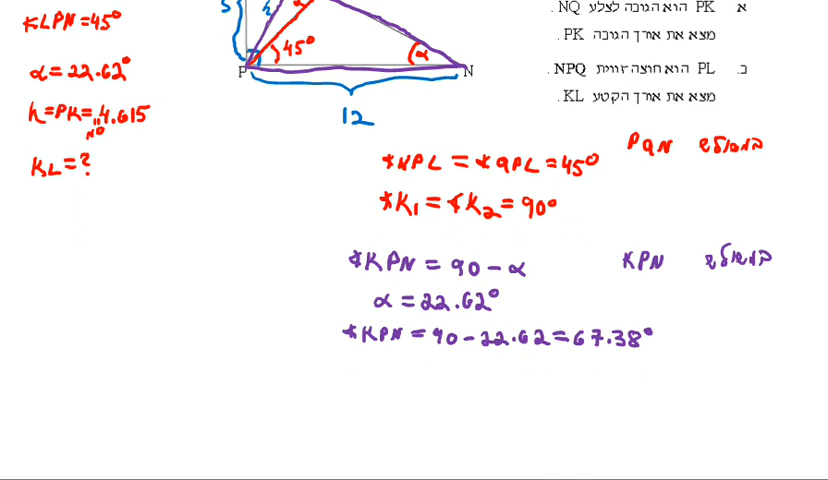 א PK הוא הגובה לצלע NQ.
מצא את אורך הגובה PK.
ב. PL הוא חוצה זווית NPQ.
מצא את אורך הקטע KL.
5
h
α
45°
α
P
N
12
∢LPN=45°
α=22.62°
h=PK=4.615
KL=?
במשולש PQN
∢NPL=∢QPL=45°
∢K₁=∢K₂=90°
במשולש KPN
∢KPN=90-α
α=22.62°
∢KPN=90-22.62=67.38°